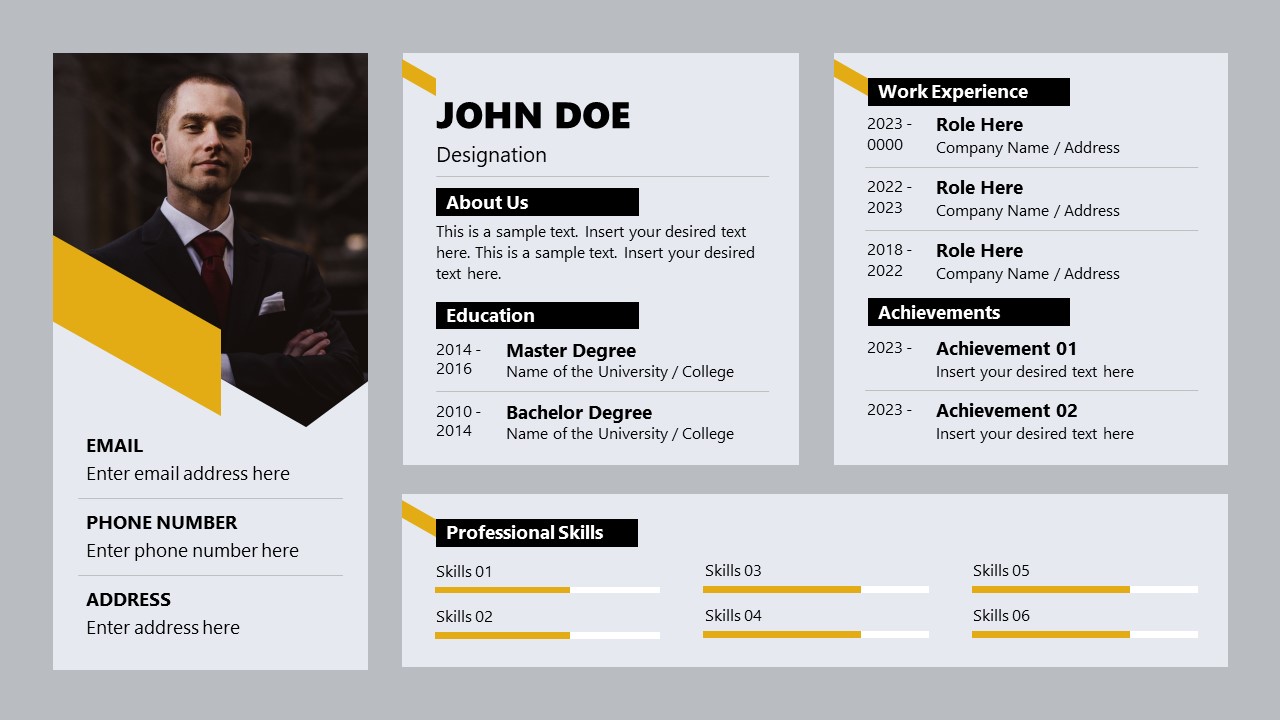 EMAIL
Enter email address here
PHONE NUMBER
Enter phone number here
ADDRESS
Enter address here
JOHN DOE
Designation
About Us
This is a sample text. Insert your desired text
here. This is a sample text. Insert your desired
text here.
Education
2014 -
2016
Master Degree
Name of the University / College
2010 -
2014
Bachelor Degree
Name of the University / College
Work Experience
2023 -
0000
Role Here
Company Name / Address
2022 -
2023
Role Here
Company Name / Address
2018 -
2022
Role Here
Company Name / Address
Achievements
2023 -
Achievement 01
Insert your desired text here
2023 -
Achievement 02
Insert your desired text here
Professional Skills
Skills 01
Skills 02
Skills 03
Skills 04
Skills 05
Skills 06